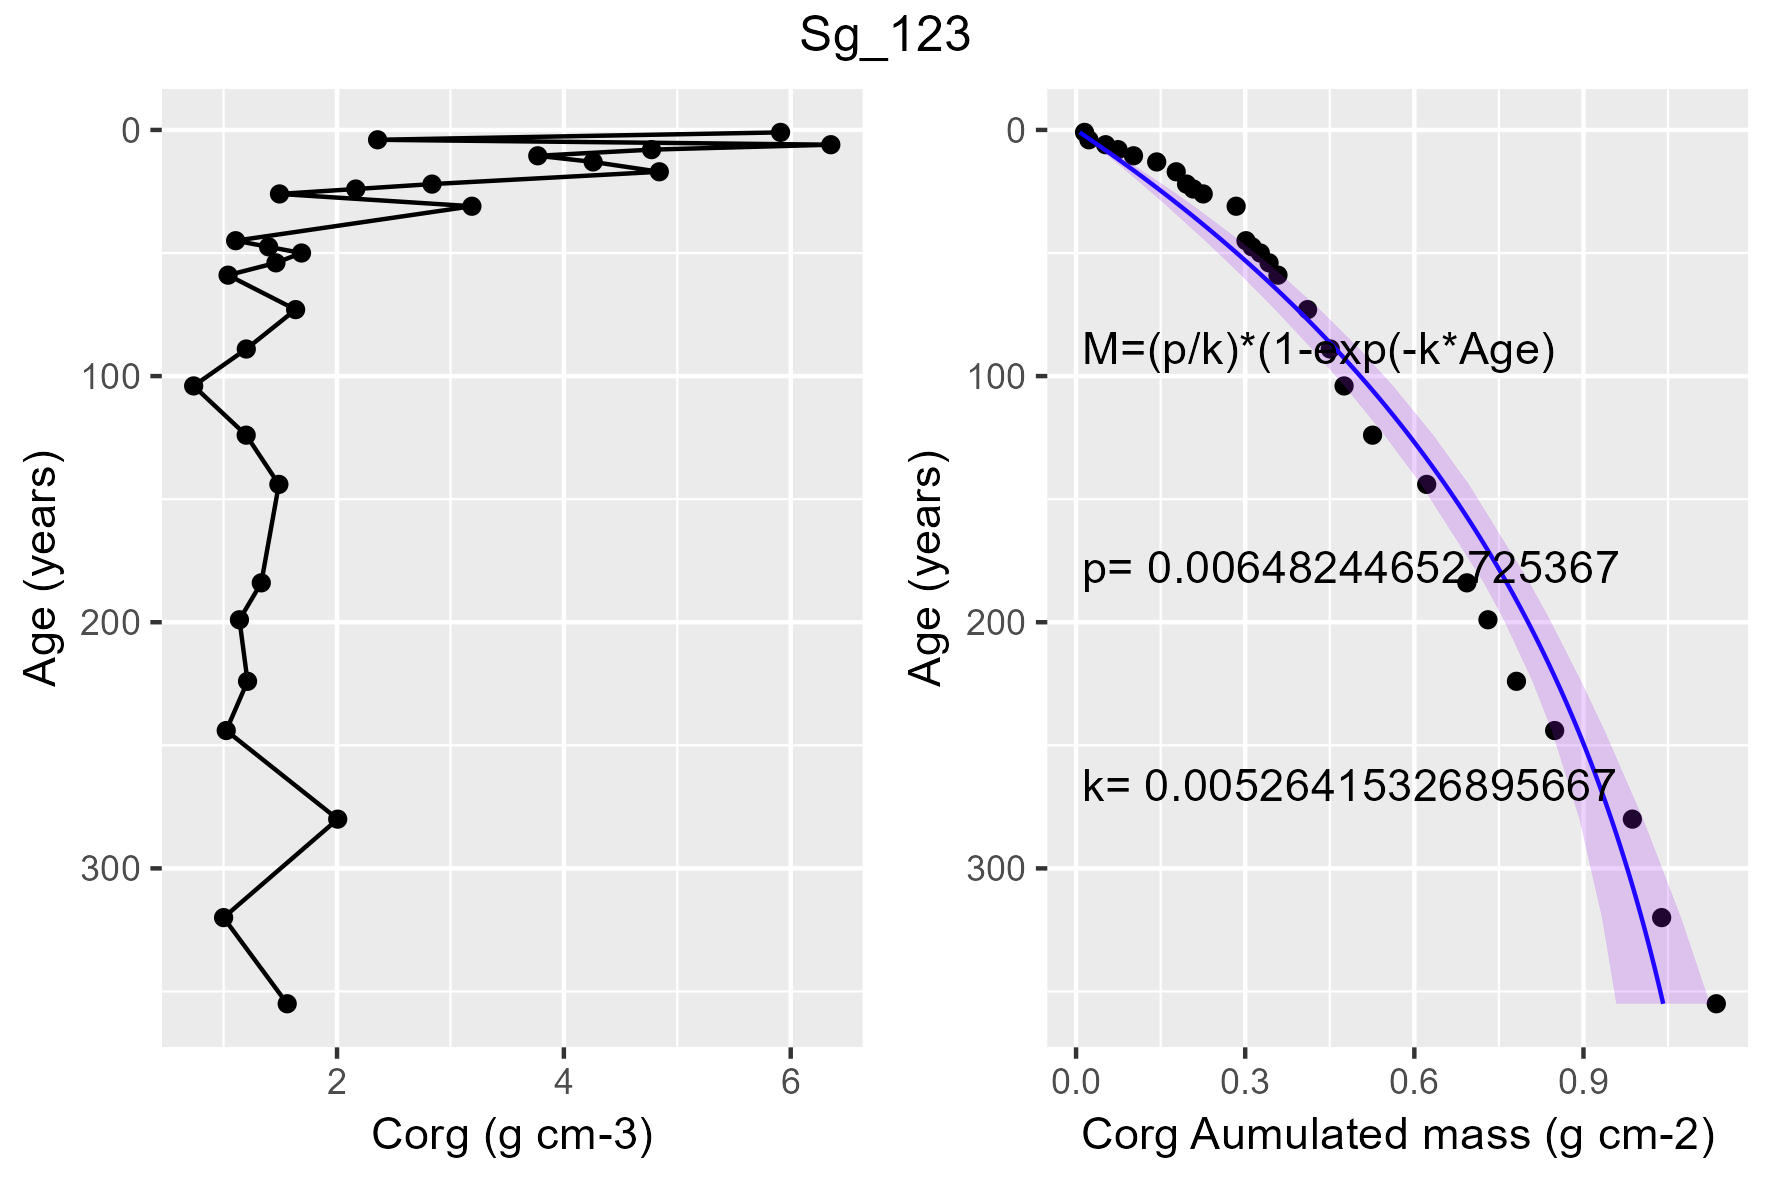 Sg_123
0
100
200
300
Age (years)
2
4
6
Corg (g cm-3)
0
100
200
300
Age (years)
M=(p/k)*(1-exp(-k*Age)
p= 0.00648244652725367
k= 0.00526415326895667
0.0
0.3
0.6
0.9
Corg Aumulated mass (g cm-2)